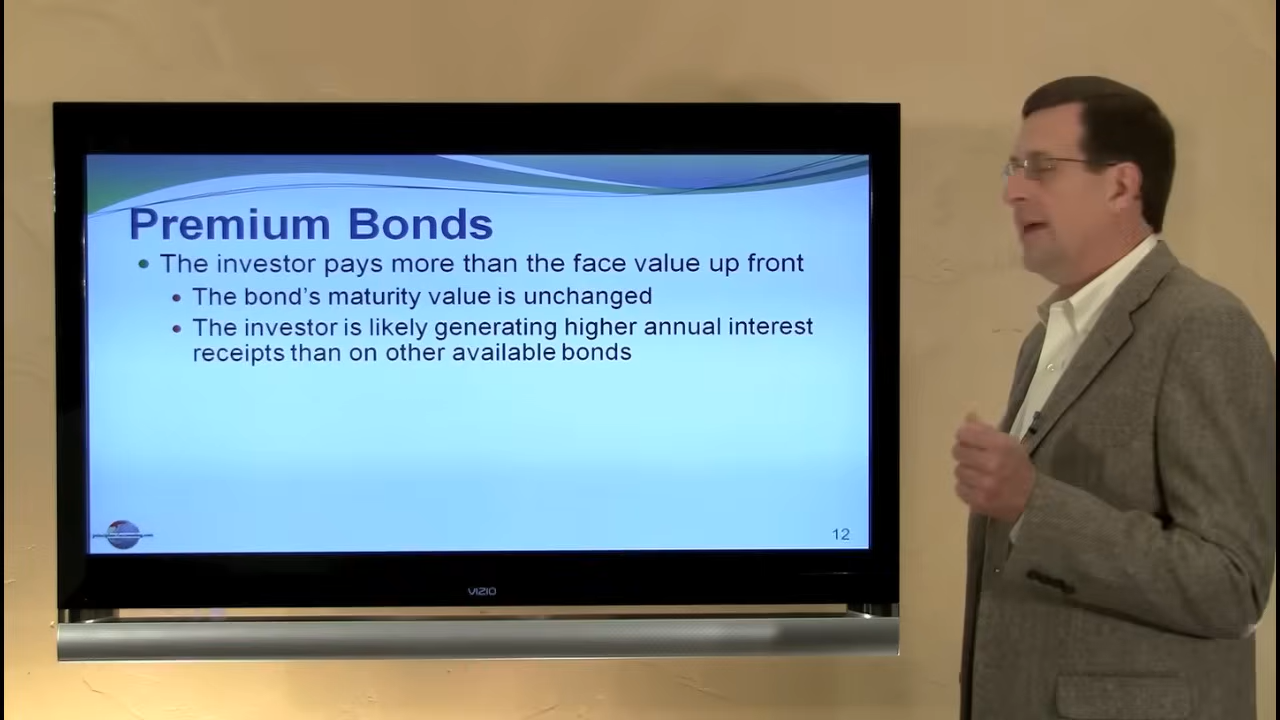 Premium Bonds
• The investor pays more than the face value up front
• The bond's maturity value is unchanged
• The investor is likely generating higher annual interest
receipts than on other available bonds
12
VIZIO